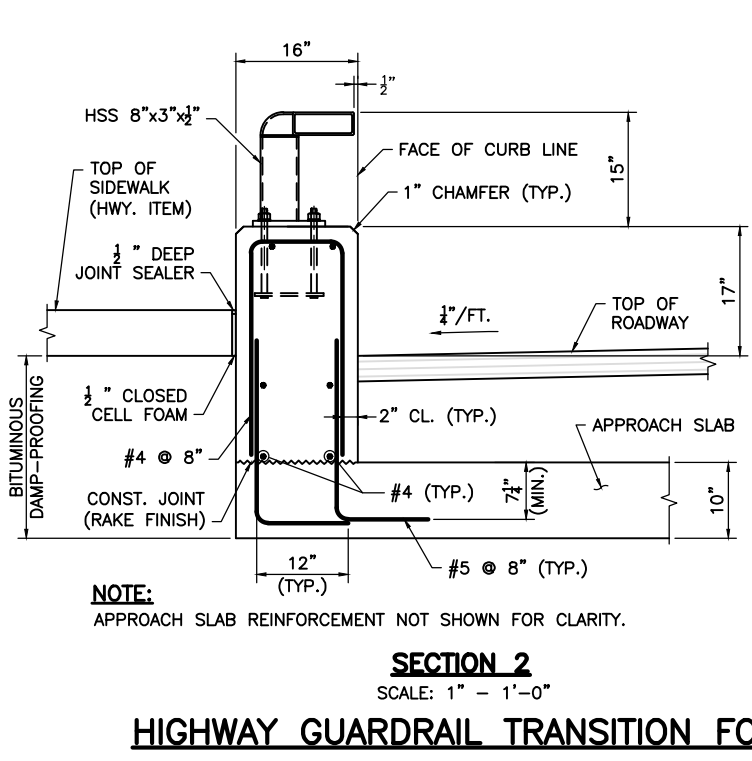 16"
1/2"
HSS 8"x3"x1/2"
TOP OF
SIDEWALK
(HWY. ITEM)
FACE OF CURB LINE
15"
1" CHAMFER (TYP.)
1/2 " DEEP
JOINT SEALER
17"
1/4"/FT.
TOP OF
ROADWAY
1/2 " CLOSED
CELL FOAM
BITUMINOUS
DAMP-PROOFING
2" CL. (TYP.)
APPROACH SLAB
#4 @ 8"
CONST. JOINT
(RAKE FINISH)
#4 (TYP.)
7 1/4"
(MIN.)
10"
12"
(TYP.)
#5 @ 8" (TYP.)
NOTE:
APPROACH SLAB REINFORCEMENT NOT SHOWN FOR CLARITY.
SECTION 2
SCALE: 1" - 1'-0"
HIGHWAY GUARDRAIL TRANSITION FO